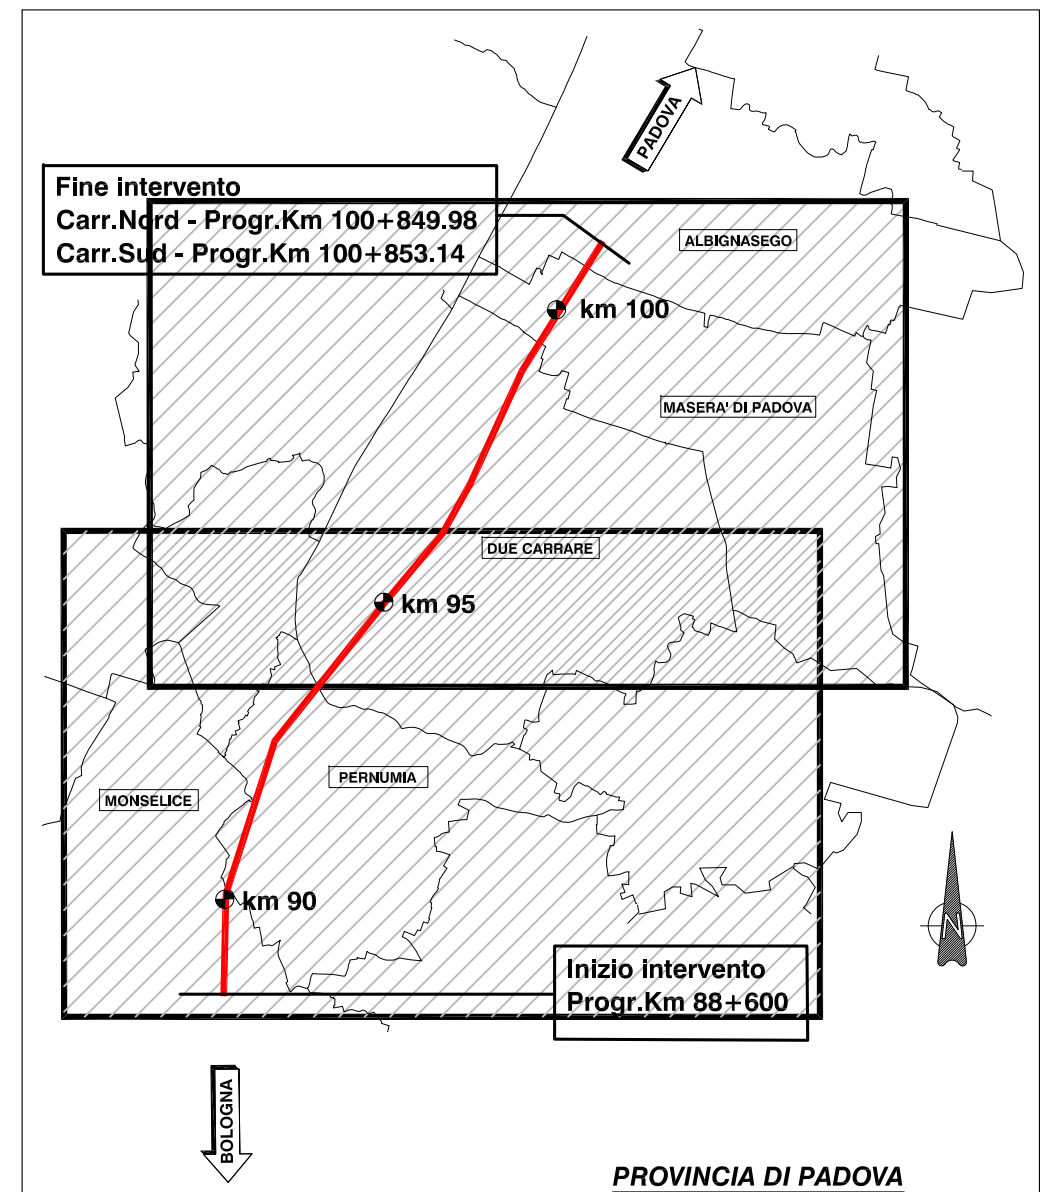 PADOVA
Fine intervento
Carr.Nord - Progr.Km 100+849.98
Carr.Sud - Progr.Km 100+853.14
ALBIGNASEGO
km 100
MASERA' DI PADOVA
DUE CARRARE
km 95
PERNUMIA
MONSELICE
km 90
N
Inizio intervento
Progr.Km 88+600
BOLOGNA
PROVINCIA DI PADOVA